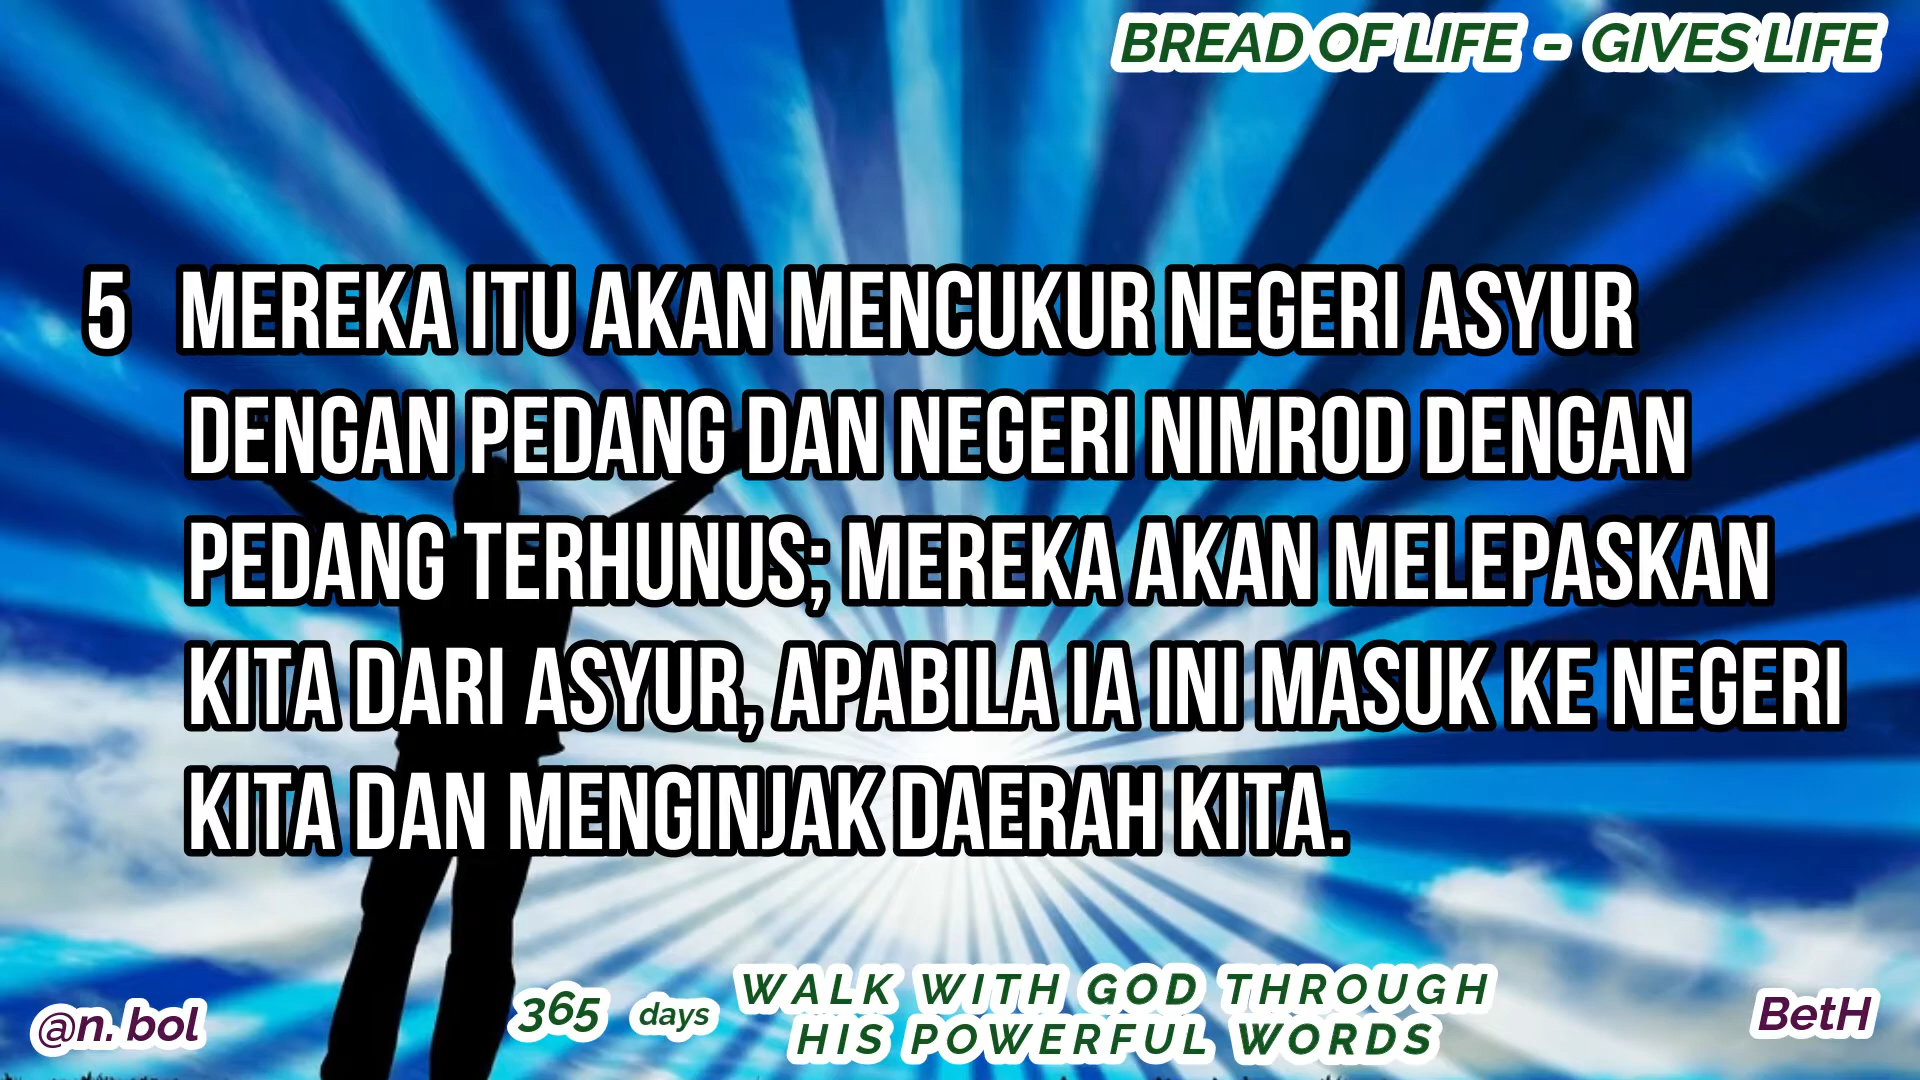 BREAD OF LIFE - GIVES LIFE
5 MEREKA ITU AKAN MENCUKUR NEGERI ASYUR
DENGAN PEDANG DAN NEGERI NIMROD DENGAN
PEDANG TERHUNUS; MEREKA AKAN MELEPASKAN
KITA DARI ASYUR, APABILA IA INI MASUK KE NEGERI
KITA DAN MENGINJAK DAERAH KITA.
@n. bol
365 days
WALK WITH GOD THROUGH
HIS POWERFUL WORDS
BetH